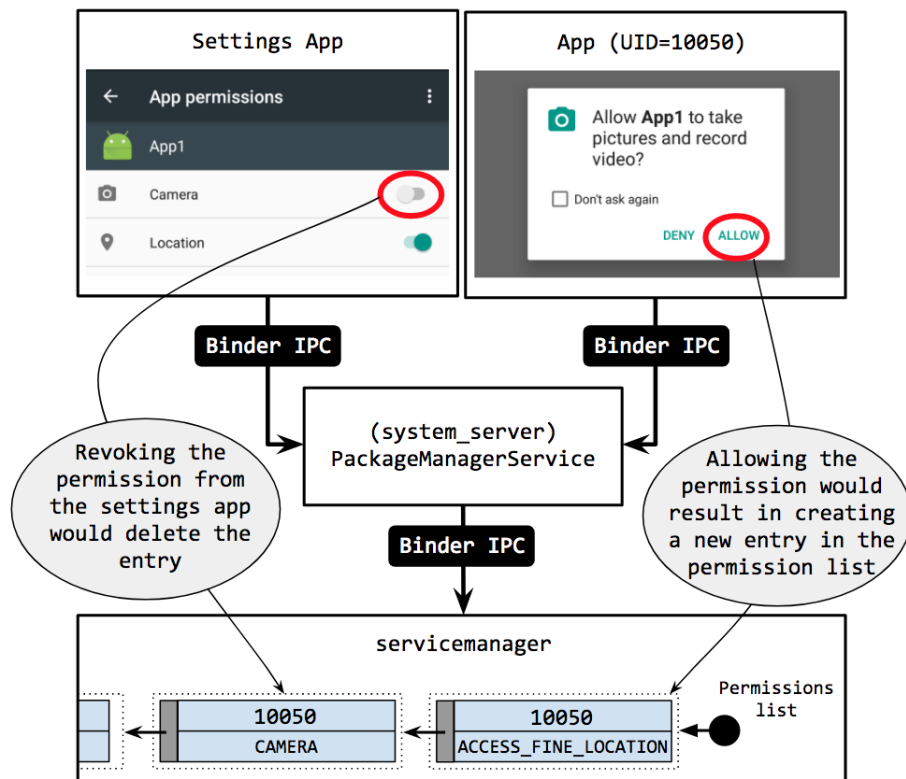 Settings App
App permissions
App1
Camera
Location
App (UID=10050)
Allow App1 to take
pictures and record
video?
Don't ask again
DENY ALLOW
Binder IPC
Binder IPC
(system_server)
PackageManagerService
Revoking the
permission from
the settings app
would delete the
entry
Allowing the
permission would
result in creating
a new entry in the
permission list
Binder IPC
servicemanager
10050
CAMERA
10050
ACCESS_FINE_LOCATION
Permissions
list